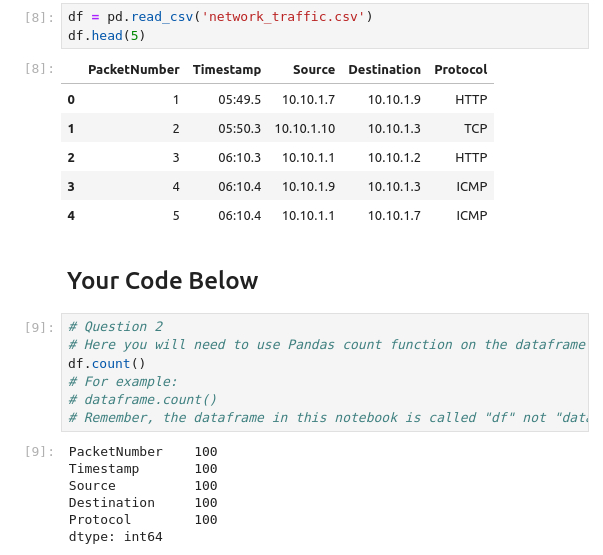 [8]: df = pd.read_csv('network_traffic.csv')
df.head(5)
[8]: PacketNumber Timestamp Source Destination Protocol
0 1 05:49.5 10.10.1.7 10.10.1.9 HTTP
1 2 05:50.3 10.10.1.10 10.10.1.3 TCP
2 3 06:10.3 10.10.1.1 10.10.1.2 HTTP
3 4 06:10.4 10.10.1.9 10.10.1.3 ICMP
4 5 06:10.4 10.10.1.1 10.10.1.7 ICMP
Your Code Below
[9]: # Question 2
# Here you will need to use Pandas count function on the dataframe
df.count()
# For example:
# dataframe.count()
# Remember, the dataframe in this notebook is called "df" not
[9]: PacketNumber 100
Timestamp 100
Source 100
Destination 100
Protocol 100
dtype: int64